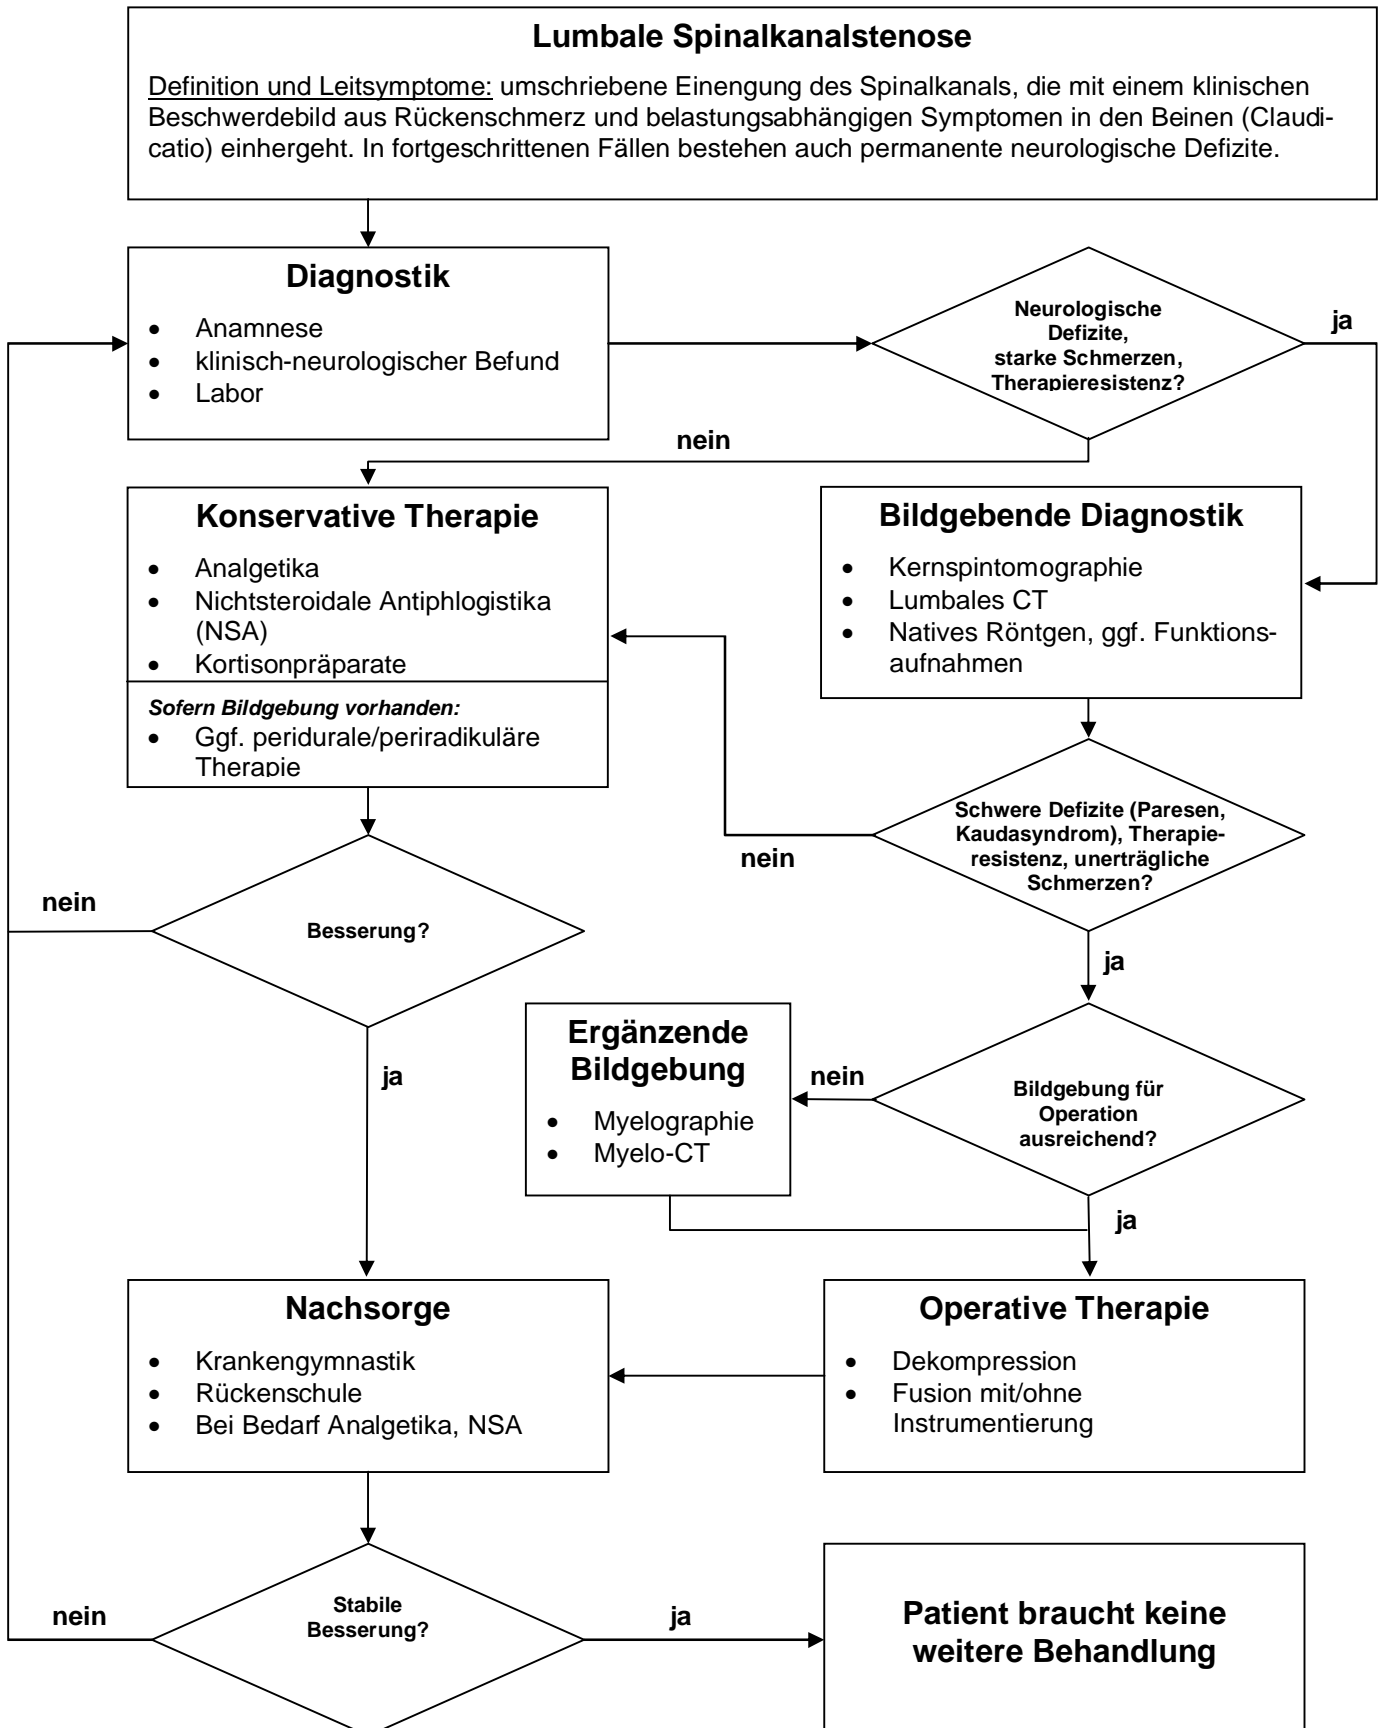 Lumbale Spinalkanalstenose
Definition und Leitsymptome: umschriebene Einengung des Spinalkanals, die mit einem klinischen
Beschwerdebild aus Rückenschmerz und belastungsabhängigen Symptomen in den Beinen (Claudi-
catio) einhergeht. In fortgeschrittenen Fällen bestehen auch permanente neurologische Defizite.
Diagnostik
• Anamnese
• klinisch-neurologischer Befund
• Labor
Neurologische
Defizite,
starke Schmerzen,
Therapieresistenz?
ja
nein
Konservative Therapie
• Analgetika
• Nichtsteroidale Antiphlogistika
(NSA)
• Kortisonpräparate
Sofern Bildgebung vorhanden:
• Ggf. peridurale/periradikuläre
Therapie
Bildgebende Diagnostik
• Kernspintomographie
• Lumbales CT
• Natives Röntgen, ggf. Funktions-
aufnahmen
Schwere Defizite (Paresen,
Kaudasyndrom), Therapie-
resistenz, unerträgliche
Schmerzen?
nein
nein
Besserung?
ja
ja
Ergänzende
Bildgebung
• Myelographie
• Myelo-CT
nein
Bildgebung für
Operation
ausreichend?
ja
Nachsorge
• Krankengymnastik
• Rückenschule
• Bei Bedarf Analgetika, NSA
Operative Therapie
• Dekompression
• Fusion mit/ohne
Instrumentierung
nein
Stabile
Besserung?
ja
Patient braucht keine
weitere Behandlung